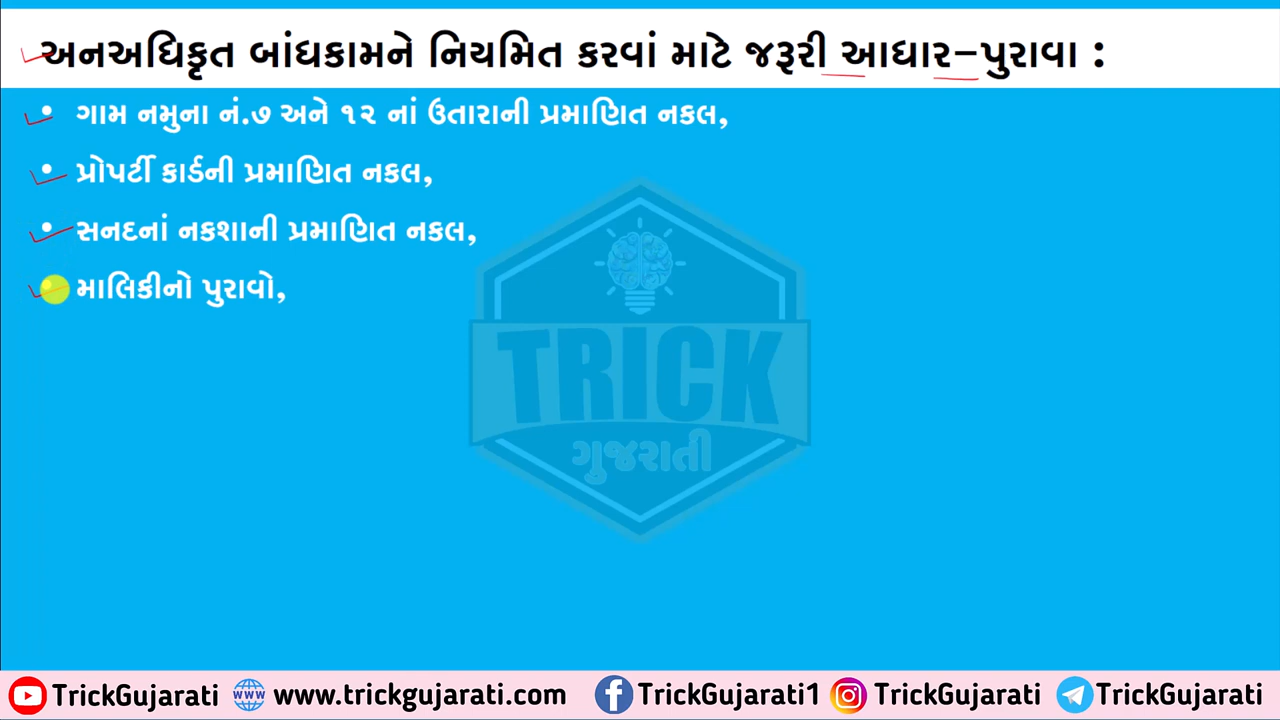 અનઅધિકૃત બાંધકામને નિયમિત કરવાં માટે જરૂરી આધાર-પુરાવા :
• ગામ નમુના નં.૭ અને ૧૨ નાં ઉતારાની પ્રમાણિત નકલ,
• પ્રોપર્ટી કાર્ડની પ્રમાણિત નકલ,
• સનદનાં નકશાની પ્રમાણિત નકલ,
• માલિકીનો પુરાવો,
TRICK
ગુજરાતી
TrickGujarati www www.trickgujarati.com TrickGujarati1 TrickGujarati TrickGujarati